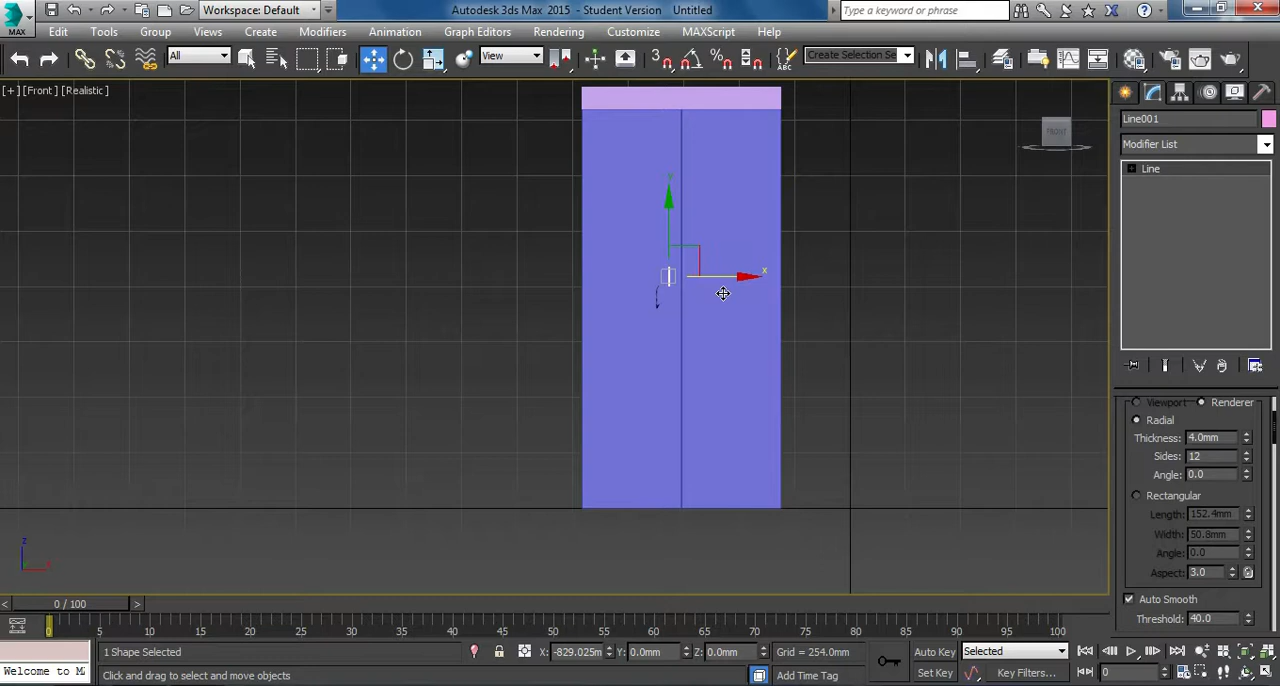 MAX
Workspace: Default
Autodesk 3ds Max 2015 - Student Version Untitled
Type a keyword or phrase
Edit Tools Group Views Create Modifiers Animation Graph Editors Rendering Customize MAXScript Help
All View 3 % ABC Create Selection Se
[+] [Front] [Realistic]
FRONT
Line001
Modifier List
Line
y
x
z
Viewport Renderer
Radial
Thickness: 4.0mm
Sides: 12
Angle: 0.0
Rectangular
Length: 152.4mm
Width: 50.8mm
Angle: 0.0
Aspect: 3.0
Auto Smooth
Threshold: 40.0
< 0 / 100 >
0 5 10 15 20 25 30 35 40 45 50 55 60 65 70 75 80 85 90 95 100
1 Shape Selected X: -829.025m Y: 0.0mm Z: 0.0mm Grid = 254.0mm Auto Key Selected
Welcome to M
Click and drag to select and move objects Add Time Tag Set Key Key Filters... 0